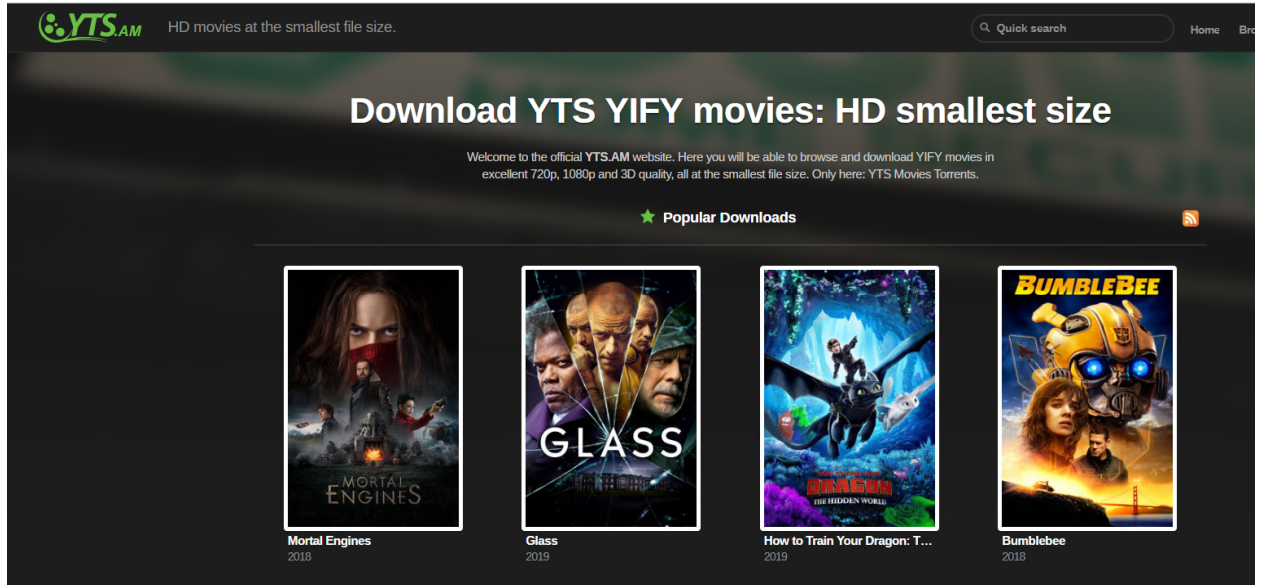 YTS.AM
HD movies at the smallest file size.
Quick search
Home
Bro
Download YTS YIFY movies: HD smallest size
Welcome to the official YTS.AM website. Here you will be able to browse and download YIFY movies in
excellent 720p, 1080p and 3D quality, all at the smallest file size. Only here: YTS Movies Torrents.
Popular Downloads
MORTAL
ENGINES
GLASS
DRAGON
THE HIDDEN WORLD
BUMBLEBEE
Mortal Engines
2018
Glass
2019
How to Train Your Dragon: T...
2019
Bumblebee
2018